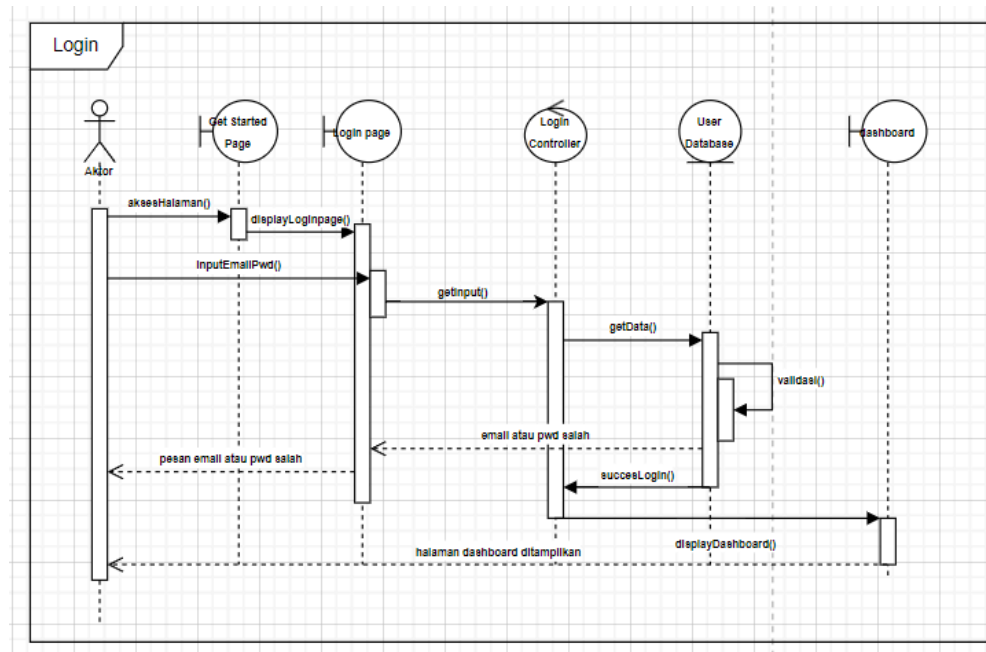 Login
Get Started
Page
Login page
Login
Controller
User
Database
dashboard
Aktor
aksesHalaman()
displayLoginpage()
inputEmailPwd()
getInput()
getData()
validasi()
email atau pwd salah
pesan email atau pwd salah
succesLogin()
displayDashboard()
halaman dashboard ditampilkan